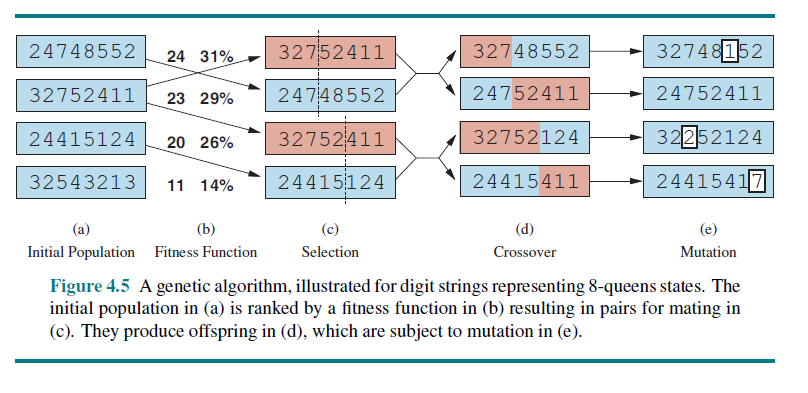 24748552 24 31% 32752411 32748552 32748152
32752411 23 29% 24748552 24752411 24752411
24415124 20 26% 32752411 32752124 32252124
32543213 11 14% 24415124 24415411 24415417
(a) (b) (c) (d) (e)
Initial Population Fitness Function Selection Crossover Mutation
Figure 4.5 A genetic algorithm, illustrated for digit strings representing 8-queens states. The
initial population in (a) is ranked by a fitness function in (b) resulting in pairs for mating in
(c). They produce offspring in (d), which are subject to mutation in (e).